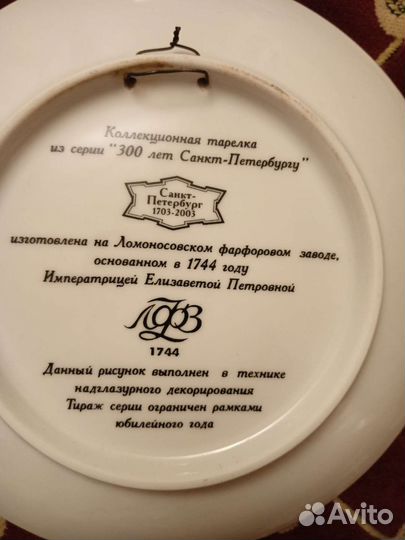 Коллекционная тарелка
из серии "300 лет Санкт-Петербургу"
Санкт-
Петербург
1703-2003
изготовлена на Ломоносовском фарфоровом заводе,
основанном в 1744 году
Императрицей Елизаветой Петровной
ЛФЗ
1744
Данный рисунок выполнен в технике
надглазурного декорирования
Тираж серии ограничен рамками
юбилейного года
Avito